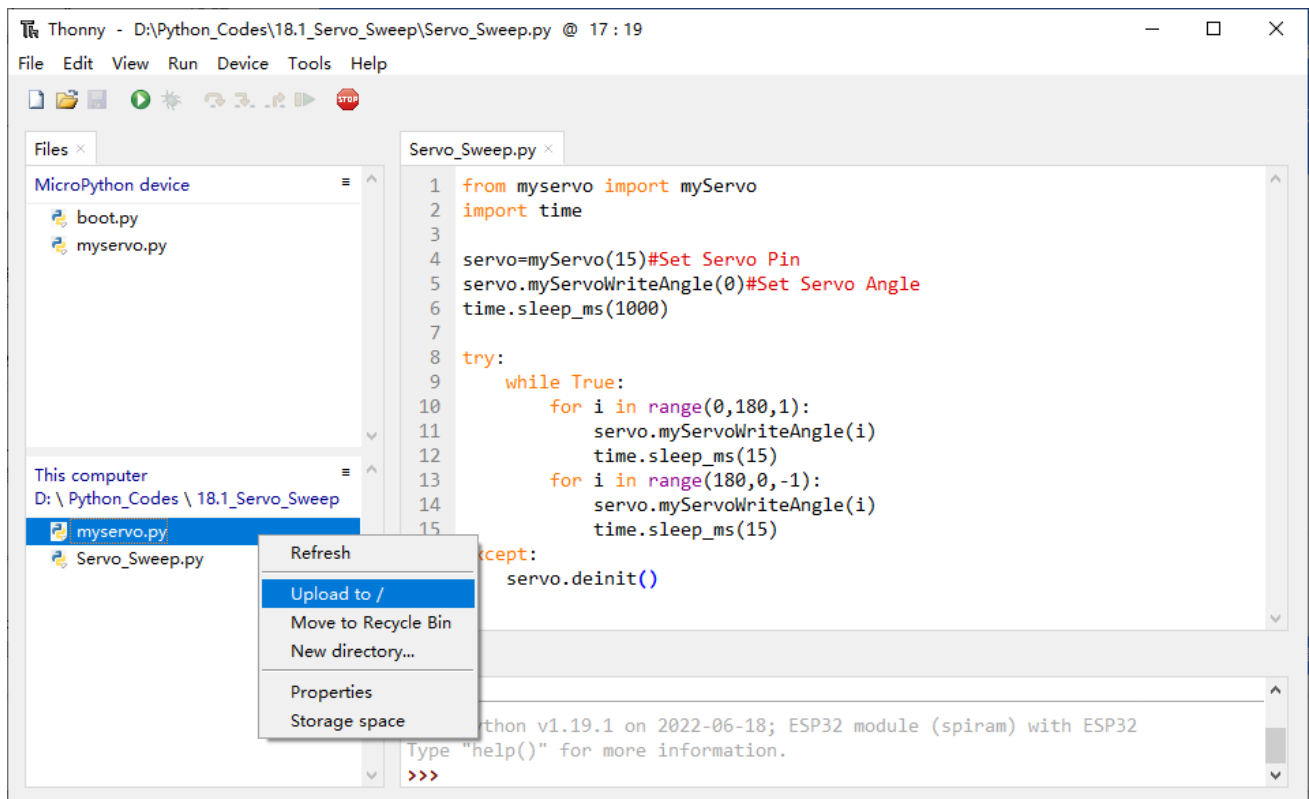 Thonny - D:\Python_Codes\18.1_Servo_Sweep\Servo_Sweep.py @ 17 : 19
File Edit View Run Device Tools Help
STOP
Files
MicroPython device
boot.py
myservo.py
This computer
D: \ Python_Codes \ 18.1_Servo_Sweep
myservo.py
Servo_Sweep.py
Refresh
Upload to /
Move to Recycle Bin
New directory...
Properties
Storage space
Servo_Sweep.py
1 from myservo import myServo
2 import time
3
4 servo=myServo(15)#Set Servo Pin
5 servo.myServoWriteAngle(0)#Set Servo Angle
6 time.sleep_ms(1000)
7
8 try:
9     while True:
10         for i in range(0,180,1):
11             servo.myServoWriteAngle(i)
12             time.sleep_ms(15)
13         for i in range(180,0,-1):
14             servo.myServoWriteAngle(i)
15             time.sleep_ms(15)
xcept:
    servo.deinit()
thon v1.19.1 on 2022-06-18; ESP32 module (spiram) with ESP32
Type "help()" for more information.
>>>